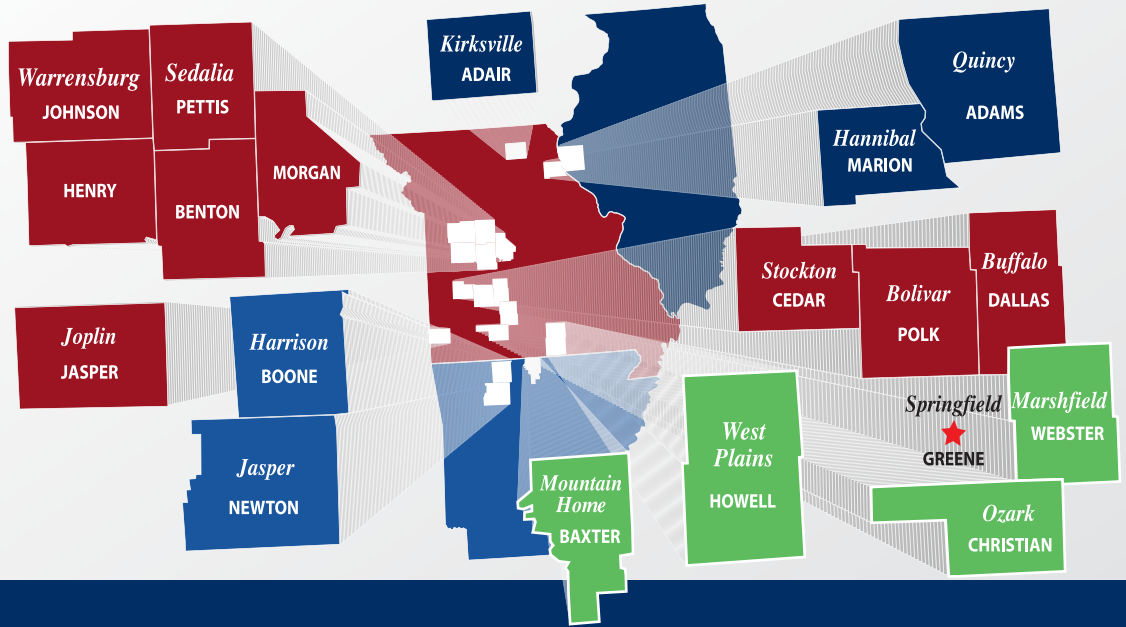 Warrensburg
JOHNSON
Sedalia
PETTIS
HENRY
BENTON
MORGAN
Kirksville
ADAIR
Quincy
ADAMS
Hannibal
MARION
Joplin
JASPER
Harrison
BOONE
Jasper
NEWTON
Stockton
CEDAR
Bolivar
POLK
Buffalo
DALLAS
Springfield
GREENE
Marshfield
WEBSTER
West
Plains
HOWELL
Mountain
Home
BAXTER
Ozark
CHRISTIAN